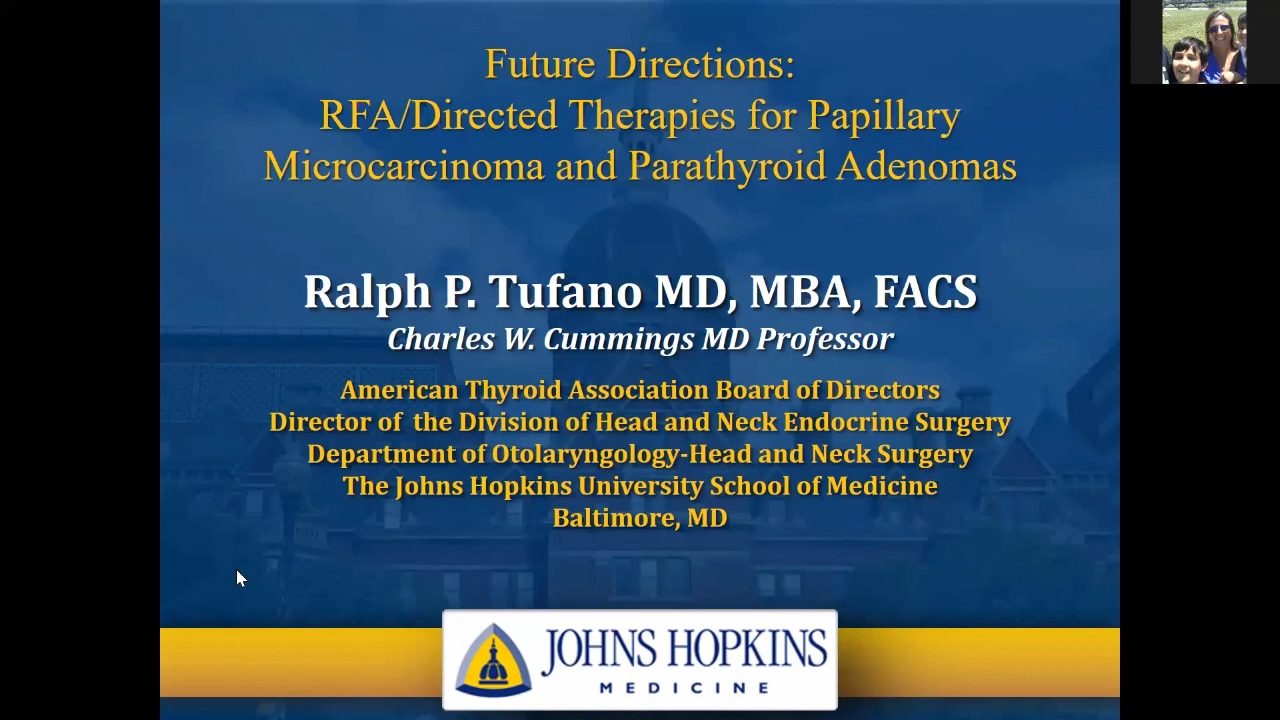 Future Directions:
RFA/Directed Therapies for Papillary
Microcarcinoma and Parathyroid Adenomas
Ralph P. Tufano MD, MBA, FACS
Charles W. Cummings MD Professor
American Thyroid Association Board of Directors
Director of the Division of Head and Neck Endocrine Surgery
Department of Otolaryngology-Head and Neck Surgery
The Johns Hopkins University School of Medicine
Baltimore, MD
JOHNS HOPKINS
MEDICINE